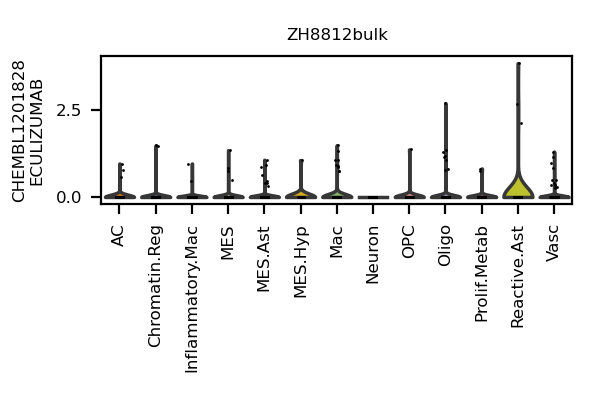 ZH8812bulk
CHEMBL1201828
ECULIZUMAB
2.5
0.0
AC
Chromatin.Reg
Inflammatory.Mac
MES
MES.Ast
MES.Hyp
Mac
Neuron
OPC
Oligo
Prolif.Metab
Reactive.Ast
Vasc